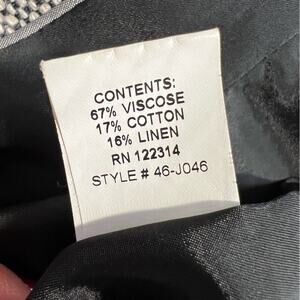 CONTENTS:
67% VISCOSE
17% COTTON
16% LINEN
RN 122314
STYLE # 46-J046